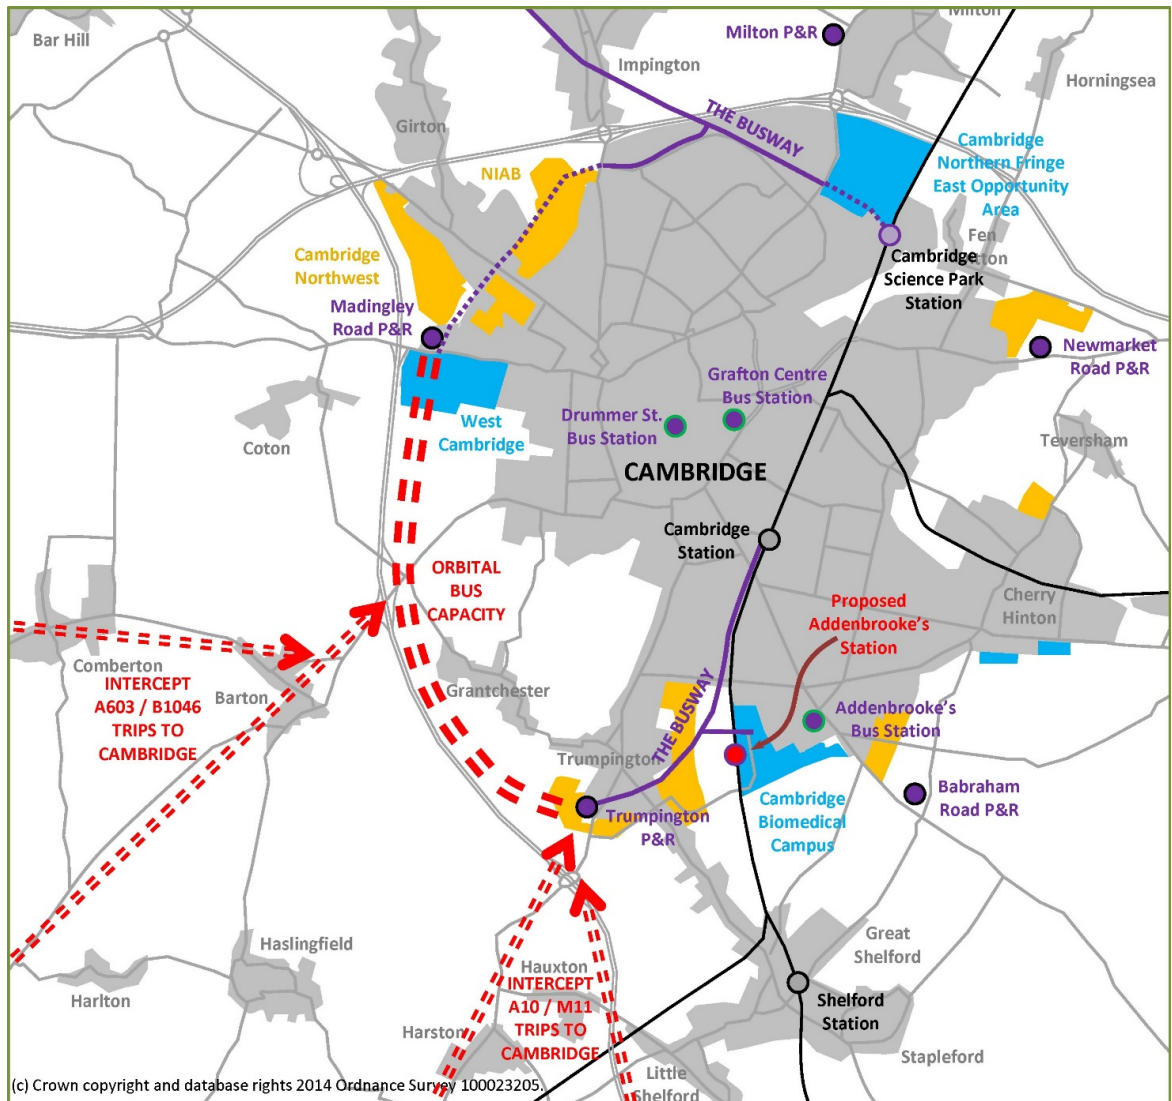 Bar Hill
Milton P&R
Milton
Impington
Horningsea
Girton
THE BUSWAY
Cambridge
Northern Fringe
East Opportunity
Area
NIAB
Cambridge
Northwest
Fen
Cambridge
Science Park
Station
Madingley
Road P&R
Newmarket
Road P&R
Grafton Centre
Bus Station
Drummer St.
Bus Station
West
Cambridge
Coton
Teversham
CAMBRIDGE
Cambridge
Station
ORBITAL
BUS
CAPACITY
Cherry
Hinton
Proposed
Addenbrooke's
Station
Comberton
INTERCEPT
A603 / B1046
TRIPS TO
CAMBRIDGE
Barton
Grantchester
THE BUSWAY
Addenbrooke's
Bus Station
Trumpington
Trumpington
P&R
Cambridge
Biomedical
Campus
Babraham
Road P&R
Haslingfield
Great
Shelford
Harlton
Hauxton
INTERCEPT
A10 / M11
TRIPS TO
CAMBRIDGE
Shelford
Station
Harston
Stapleford
Little
Shelford
(c) Crown copyright and database rights 2014 Ordnance Survey 100023205.